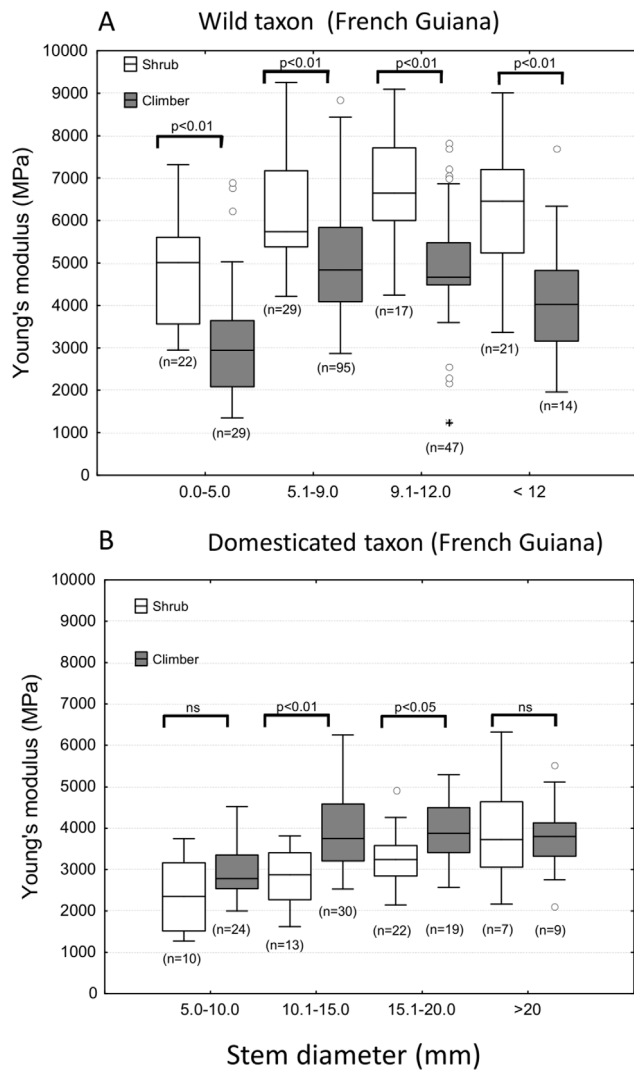 A Wild taxon (French Guiana)
10000
9000
8000
7000
6000
5000
4000
3000
2000
1000
0
Young's modulus (MPa)
Shrub
Climber
p<0.01
p<0.01
p<0.01
p<0.01
(n=22)
(n=29)
(n=29)
(n=95)
(n=17)
(n=47)
(n=21)
(n=14)
0.0-5.0
5.1-9.0
9.1-12.0
< 12
B Domesticated taxon (French Guiana)
10000
9000
8000
7000
6000
5000
4000
3000
2000
1000
0
Young's modulus (MPa)
Shrub
Climber
ns
p<0.01
p<0.05
ns
(n=10)
(n=24)
(n=13)
(n=30)
(n=22)
(n=19)
(n=7)
(n=9)
5.0-10.0
10.1-15.0
15.1-20.0
>20
Stem diameter (mm)